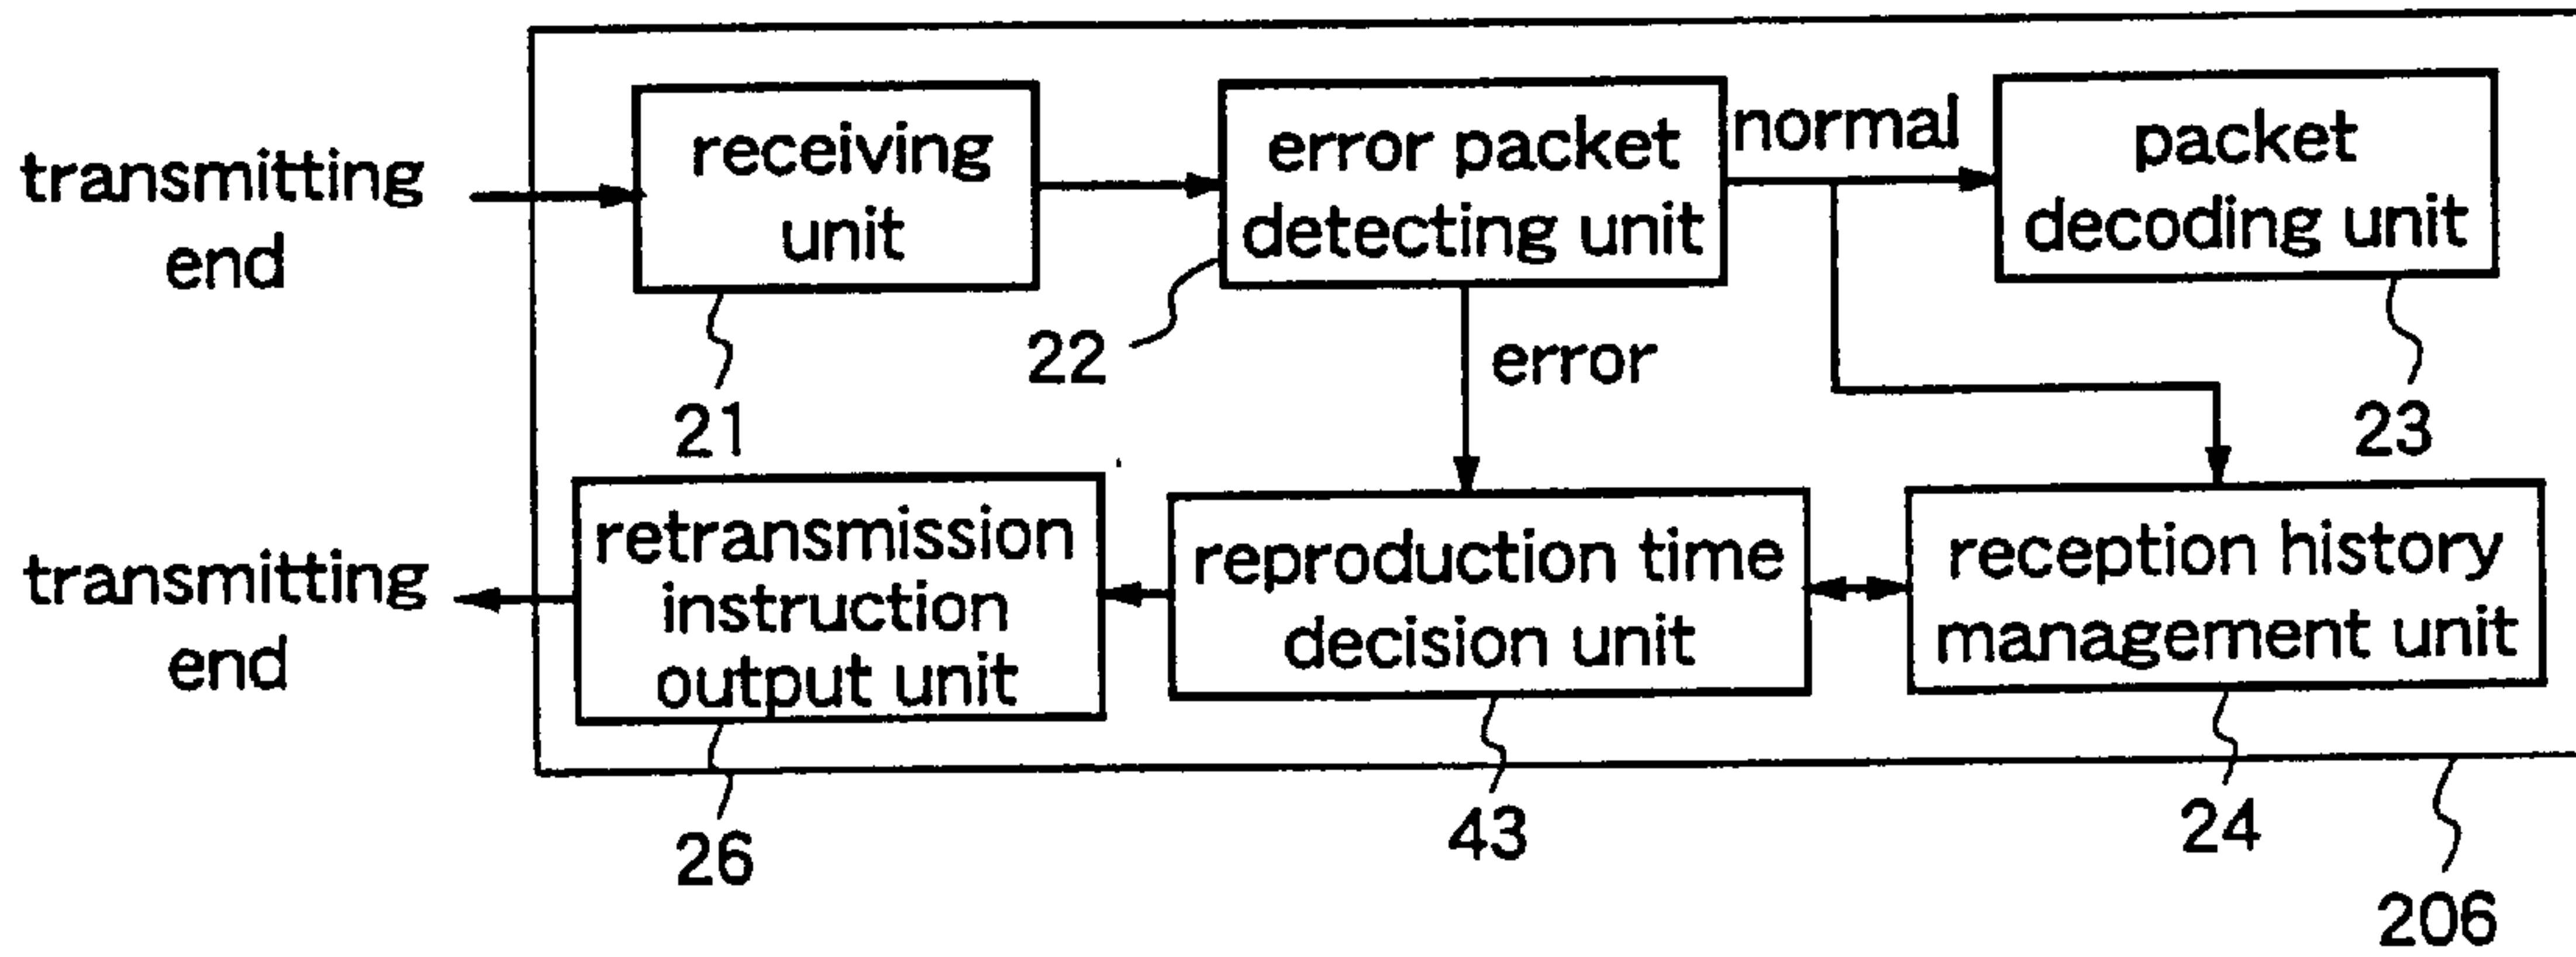 transmitting
end
receiving
unit
21
error packet
detecting unit
22
normal
packet
decoding unit
23
error
transmitting
end
retransmission
instruction
output unit
26
reproduction time
decision unit
43
reception history
management unit
24
206